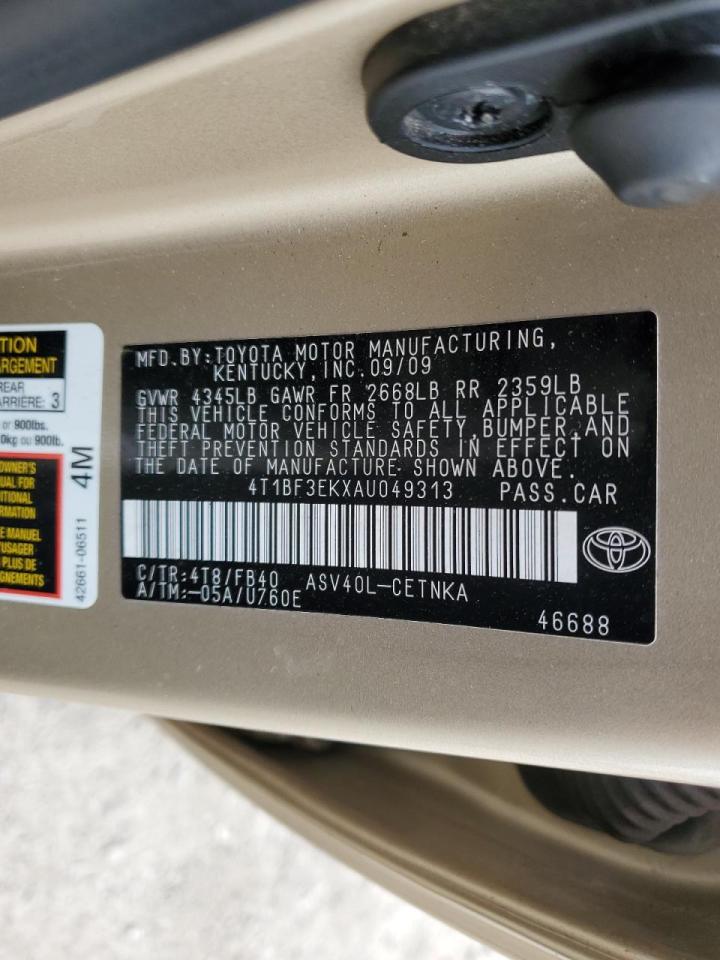 TION
ARGEMENT
REAR
ARRIÈRE: 3
or 900lbs.
0kg ou 900lb.
OWNER'S
UAL FOR
ITIONAL
RMATION
E MANUEL
'USAGER
PLUS DE
GNEMENTS
4M
42661-06511
MFD.BY:TOYOTA MOTOR MANUFACTURING,
KENTUCKY,INC.09/09
GVWR 4345LB GAWR FR 2668LB RR 2359LB
THIS VEHICLE CONFORMS TO ALL APPLICABLE
FEDERAL MOTOR VEHICLE SAFETY,BUMPER,AND
THEFT PREVENTION STANDARDS IN EFFECT ON
THE DATE OF MANUFACTURE SHOWN ABOVE.
4T1BF3EKXAU049313 PASS.CAR
C/TR:4T8/FB40 ASV40L-CETNKA
A/TM:-05A/U760E
46688